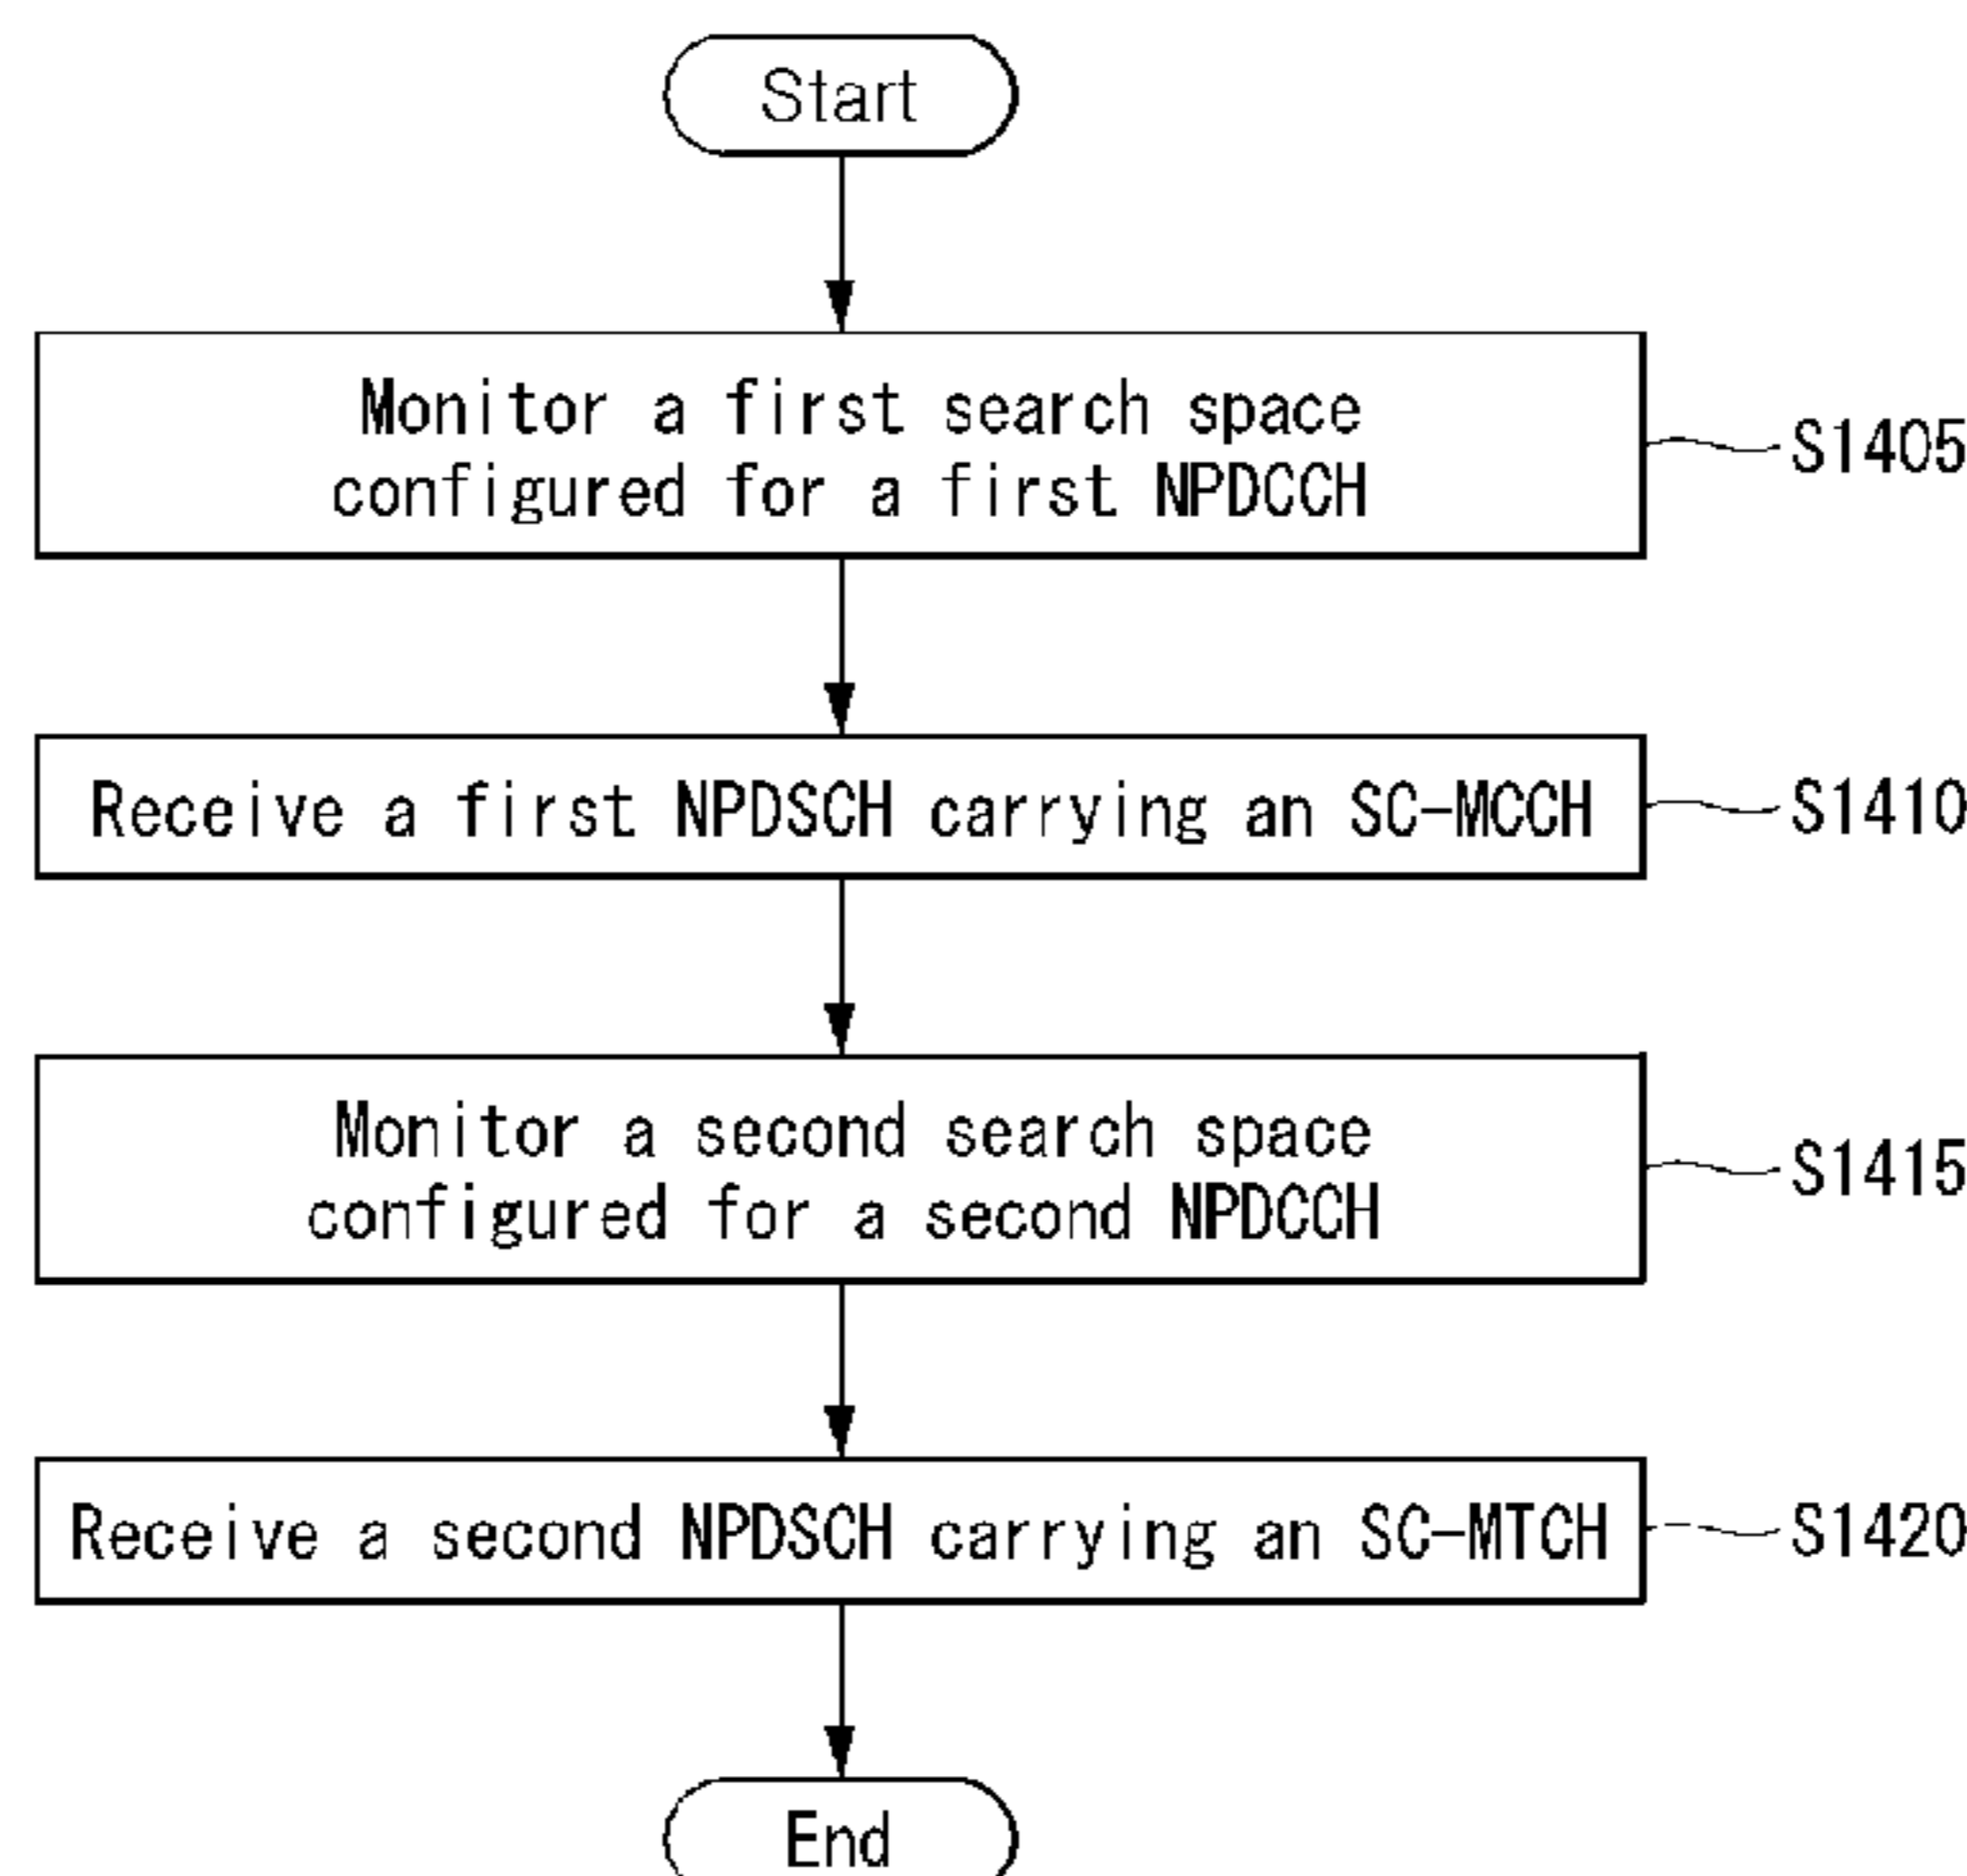 Start
Monitor a first search space
configured for a first NPDCCH
S1405
Receive a first NPDSCH carrying an SC-MCCH
S1410
Monitor a second search space
configured for a second NPDCCH
S1415
Receive a second NPDSCH carrying an SC-MTCH
S1420
End